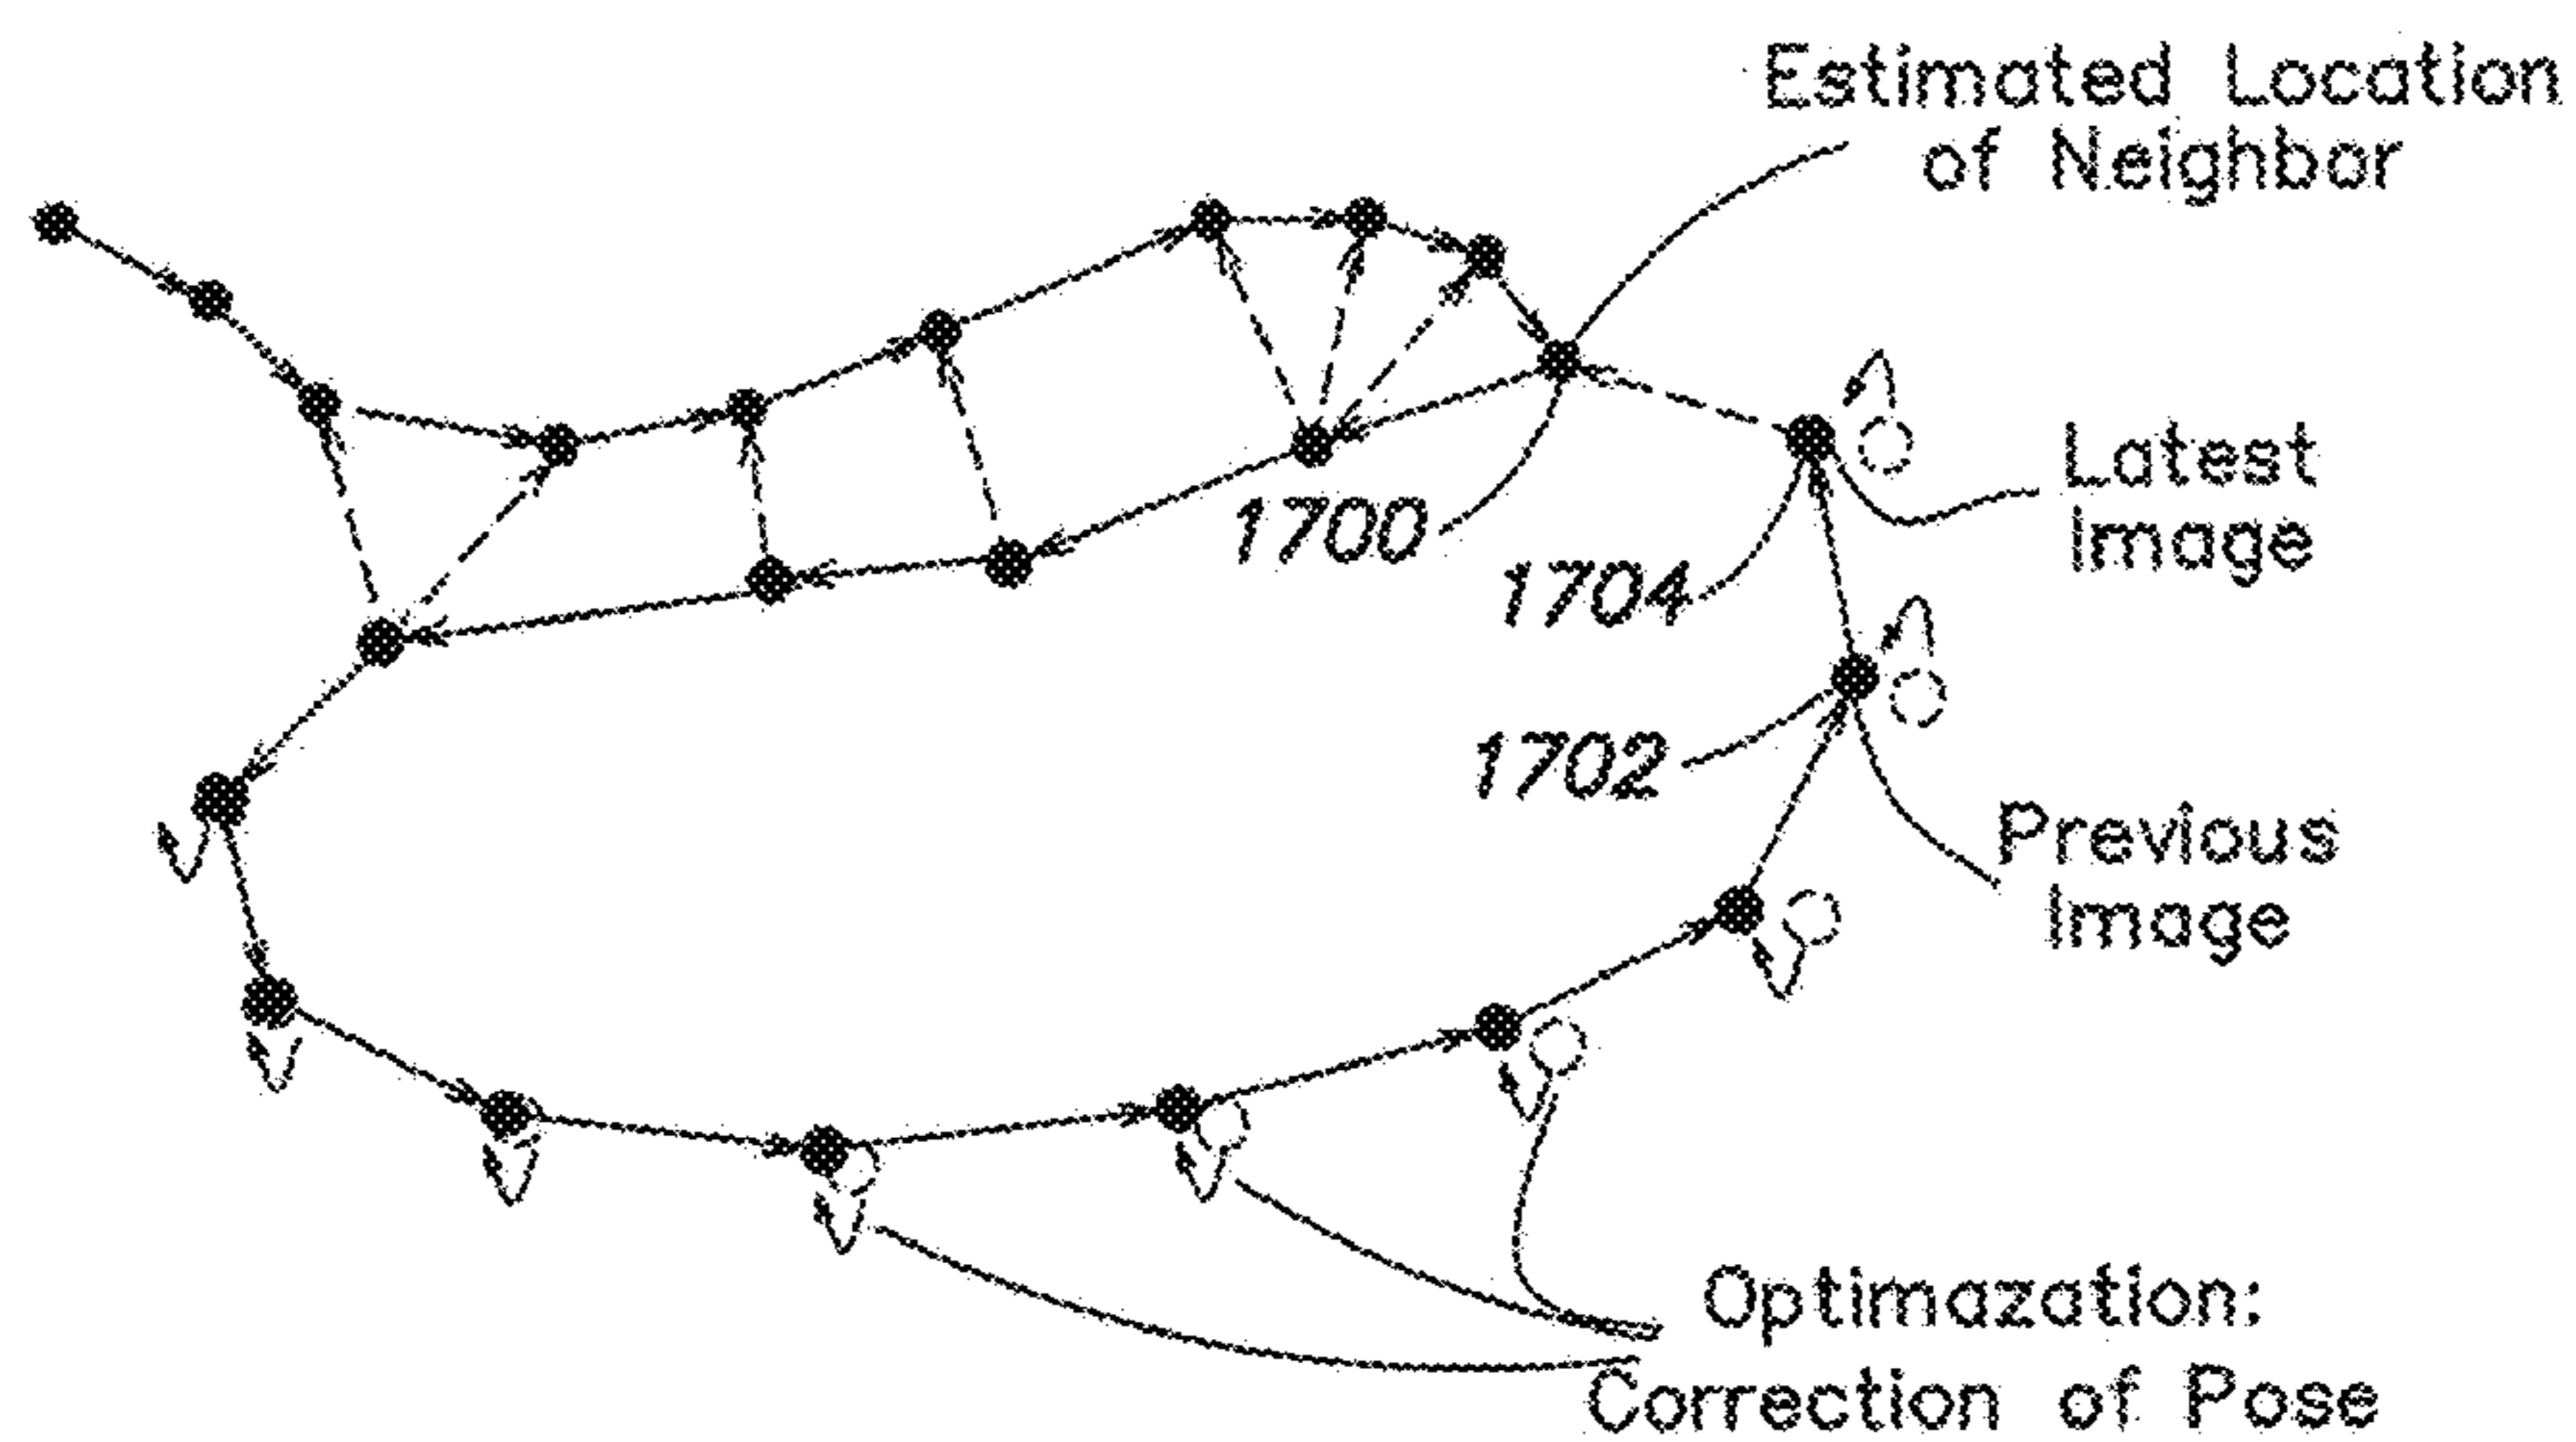 Estimated Location
of Neighbor
1700
Latest
Image
1704
1702
Previous
Image
Optimazation:
Correction of Pose